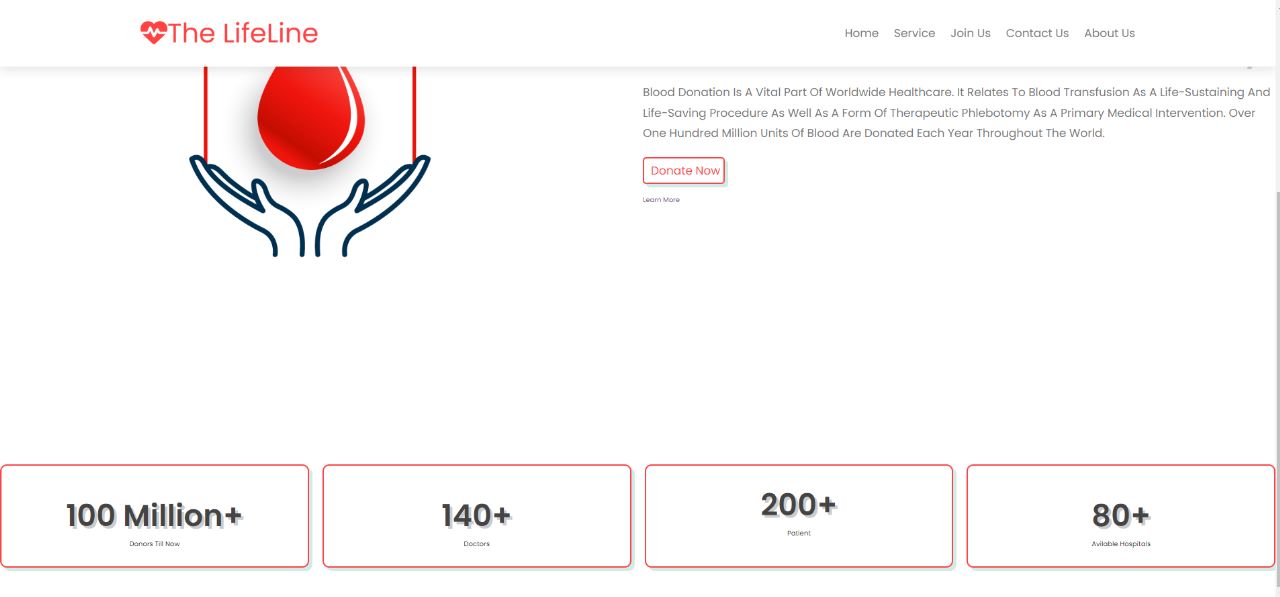 The LifeLine
Home Service Join Us Contact Us About Us
Blood Donation Is A Vital Part Of Worldwide Healthcare. It Relates To Blood Transfusion As A Life-Sustaining And
Life-Saving Procedure As Well As A Form Of Therapeutic Phlebotomy As A Primary Medical Intervention. Over
One Hundred Million Units Of Blood Are Donated Each Year Throughout The World.
Donate Now
Learn More
100 Million+
Donors Till Now
140+
Doctors
200+
Patient
80+
Avilable Hospitals